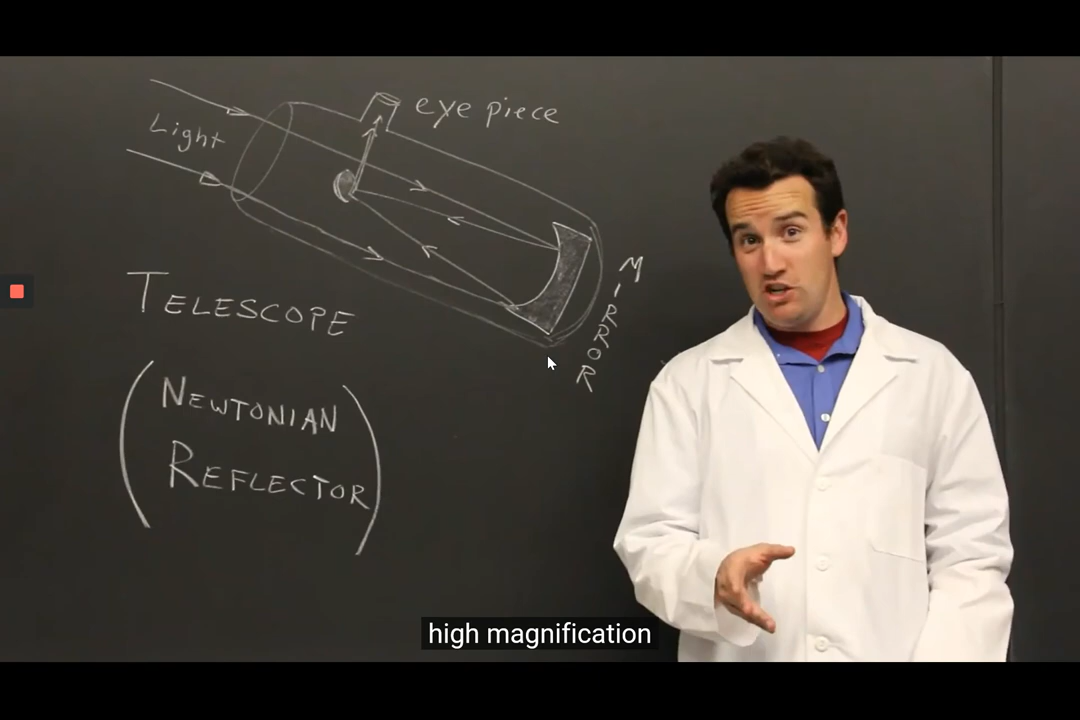 eye piece
Light
MIRROR
TELESCOPE
(NEWTONIAN
REFLECTOR)
high magnification